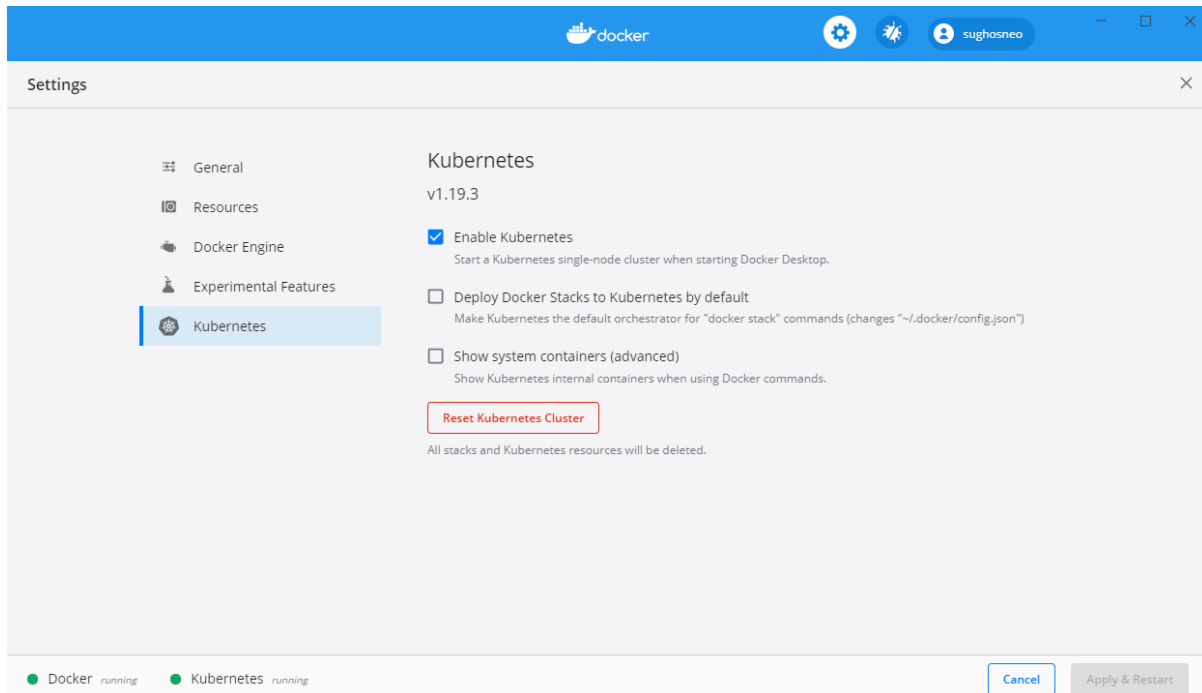 docker
sughosneo
Settings
General
Resources
Docker Engine
Experimental Features
Kubernetes
Kubernetes
v1.19.3
Enable Kubernetes
Start a Kubernetes single-node cluster when starting Docker Desktop.
Deploy Docker Stacks to Kubernetes by default
Make Kubernetes the default orchestrator for "docker stack" commands (changes "~/.docker/config.json")
Show system containers (advanced)
Show Kubernetes internal containers when using Docker commands.
Reset Kubernetes Cluster
All stacks and Kubernetes resources will be deleted.
Docker running
Kubernetes running
Cancel
Apply & Restart